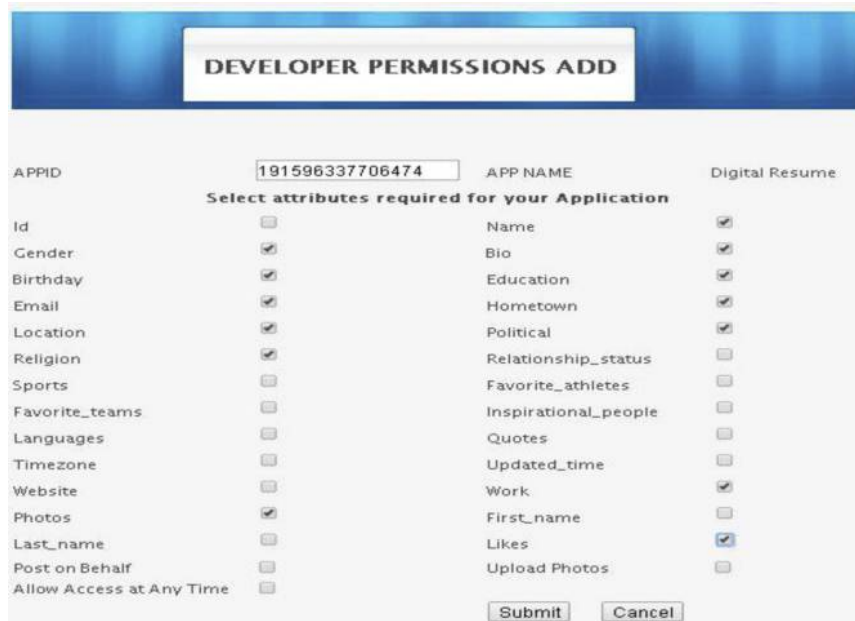 DEVELOPER PERMISSIONS ADD
APPID 191596337706474 APP NAME Digital Resume
Select attributes required for your Application
Id Name
Gender Bio
Birthday Education
Email Hometown
Location Political
Religion Relationship_status
Sports Favorite_athletes
Favorite_teams Inspirational_people
Languages Quotes
Timezone Updated_time
Website Work
Photos First_name
Last_name Likes
Post on Behalf Upload Photos
Allow Access at Any Time
Submit Cancel